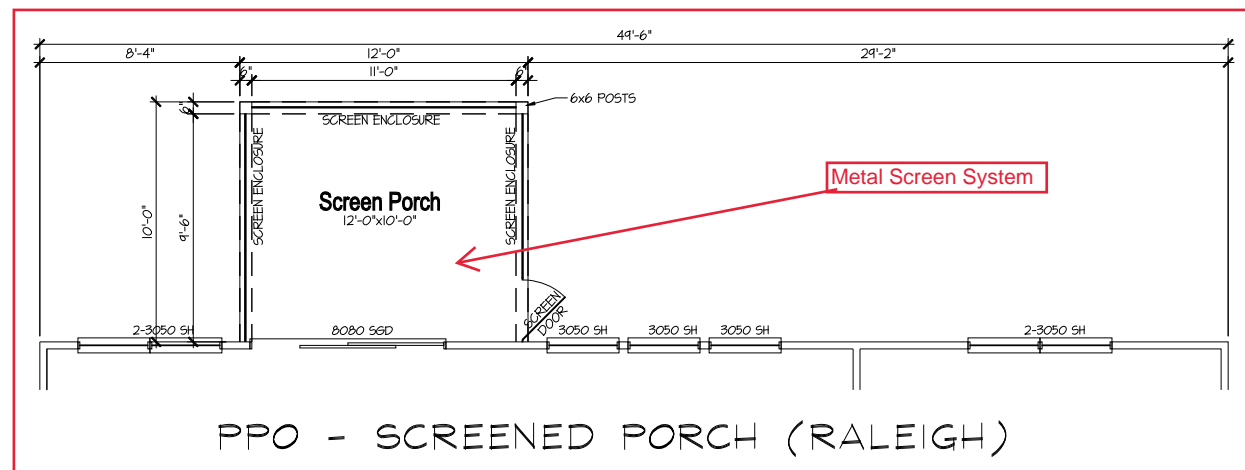 49'-6"
8'-4"
12'-0"
29'-2"
6"
11'-0"
6"
6x6 POSTS
6"
SCREEN ENCLOSURE
SCREEN ENCLOSURE
SCREEN ENCLOSURE
Metal Screen System
Screen Porch
12'-0"x10'-0"
10'-0"
9'-6"
SCREEN
DOOR
2-3050 SH
8080 SGD
3050 SH
3050 SH
3050 SH
2-3050 SH
PPO - SCREENED PORCH (RALEIGH)